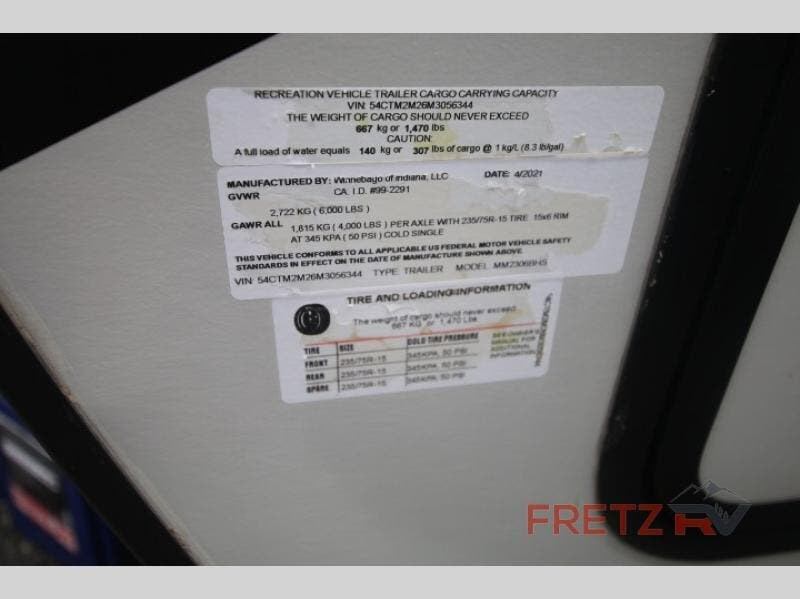 RECREATION VEHICLE TRAILER CARGO CARRYING CAPACITY
VIN: 54CTM2M26M3056344
THE WEIGHT OF CARGO SHOULD NEVER EXCEED
667 kg or 1,470 lbs
CAUTION:
A full load of water equals 140 kg or 307 lbs of cargo @ 1 kg/L (8.3 lb/gal)
MANUFACTURED BY: Winnebago of Indiana, LLC DATE: 4/2021
GVWR CA. I.D. #99-2291
2,722 KG ( 6,000 LBS )
GAWR ALL 1,815 KG ( 4,000 LBS ) PER AXLE WITH 235/75R-15 TIRE 15x6 RIM
AT 345 KPA ( 50 PSI ) COLD SINGLE
THIS VEHICLE CONFORMS TO ALL APPLICABLE US FEDERAL MOTOR VEHICLE SAFETY
STANDARDS IN EFFECT ON THE DATE OF MANUFACTURE SHOWN ABOVE.
VIN: 54CTM2M26M3056344 TYPE: TRAILER MODEL: MM2306BHS
TIRE AND LOADING INFORMATION
The weight of cargo should never exceed
667 KG or 1,470 Lbs
TIRE SIZE COLD TIRE PRESSURE
FRONT 235/75R-15 345KPA, 50 PSI
REAR 235/75R-15 345KPA, 50 PSI
SPARE 235/75R-15 345KPA, 50 PSI
SEE OWNER'S
MANUAL FOR
ADDITIONAL
INFORMATION
FRETZ RV